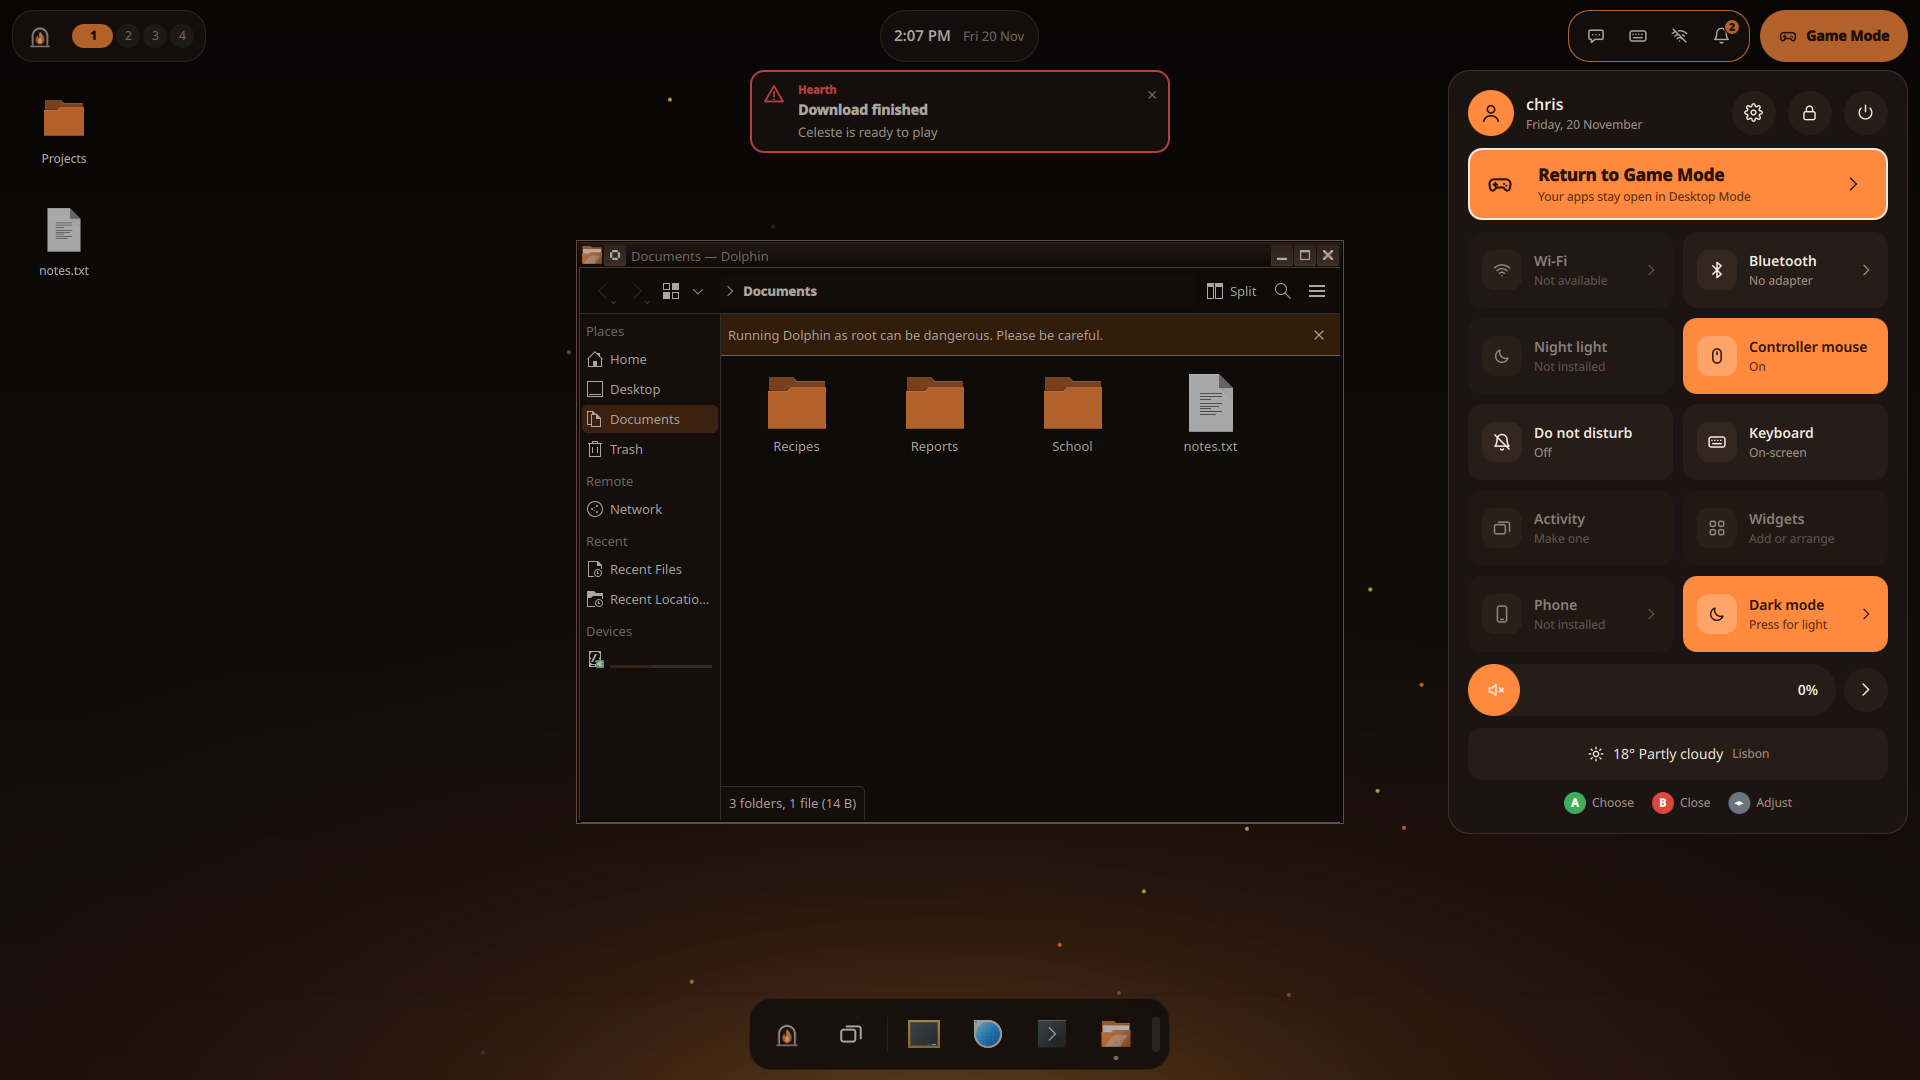 1 2 3 4
2:07 PM Fri 20 Nov
2
Game Mode
Projects
notes.txt
Hearth
Download finished
Celeste is ready to play
Documents — Dolphin
Documents
Split
Places
Home
Desktop
Documents
Trash
Remote
Network
Recent
Recent Files
Recent Locatio...
Devices
Running Dolphin as root can be dangerous. Please be careful.
Recipes
Reports
School
notes.txt
3 folders, 1 file (14 B)
chris
Friday, 20 November
Return to Game Mode
Your apps stay open in Desktop Mode
Wi-Fi
Not available
Bluetooth
No adapter
Night light
Not installed
Controller mouse
On
Do not disturb
Off
Keyboard
On-screen
Activity
Make one
Widgets
Add or arrange
Phone
Not installed
Dark mode
Press for light
0%
18° Partly cloudy Lisbon
A Choose B Close Adjust